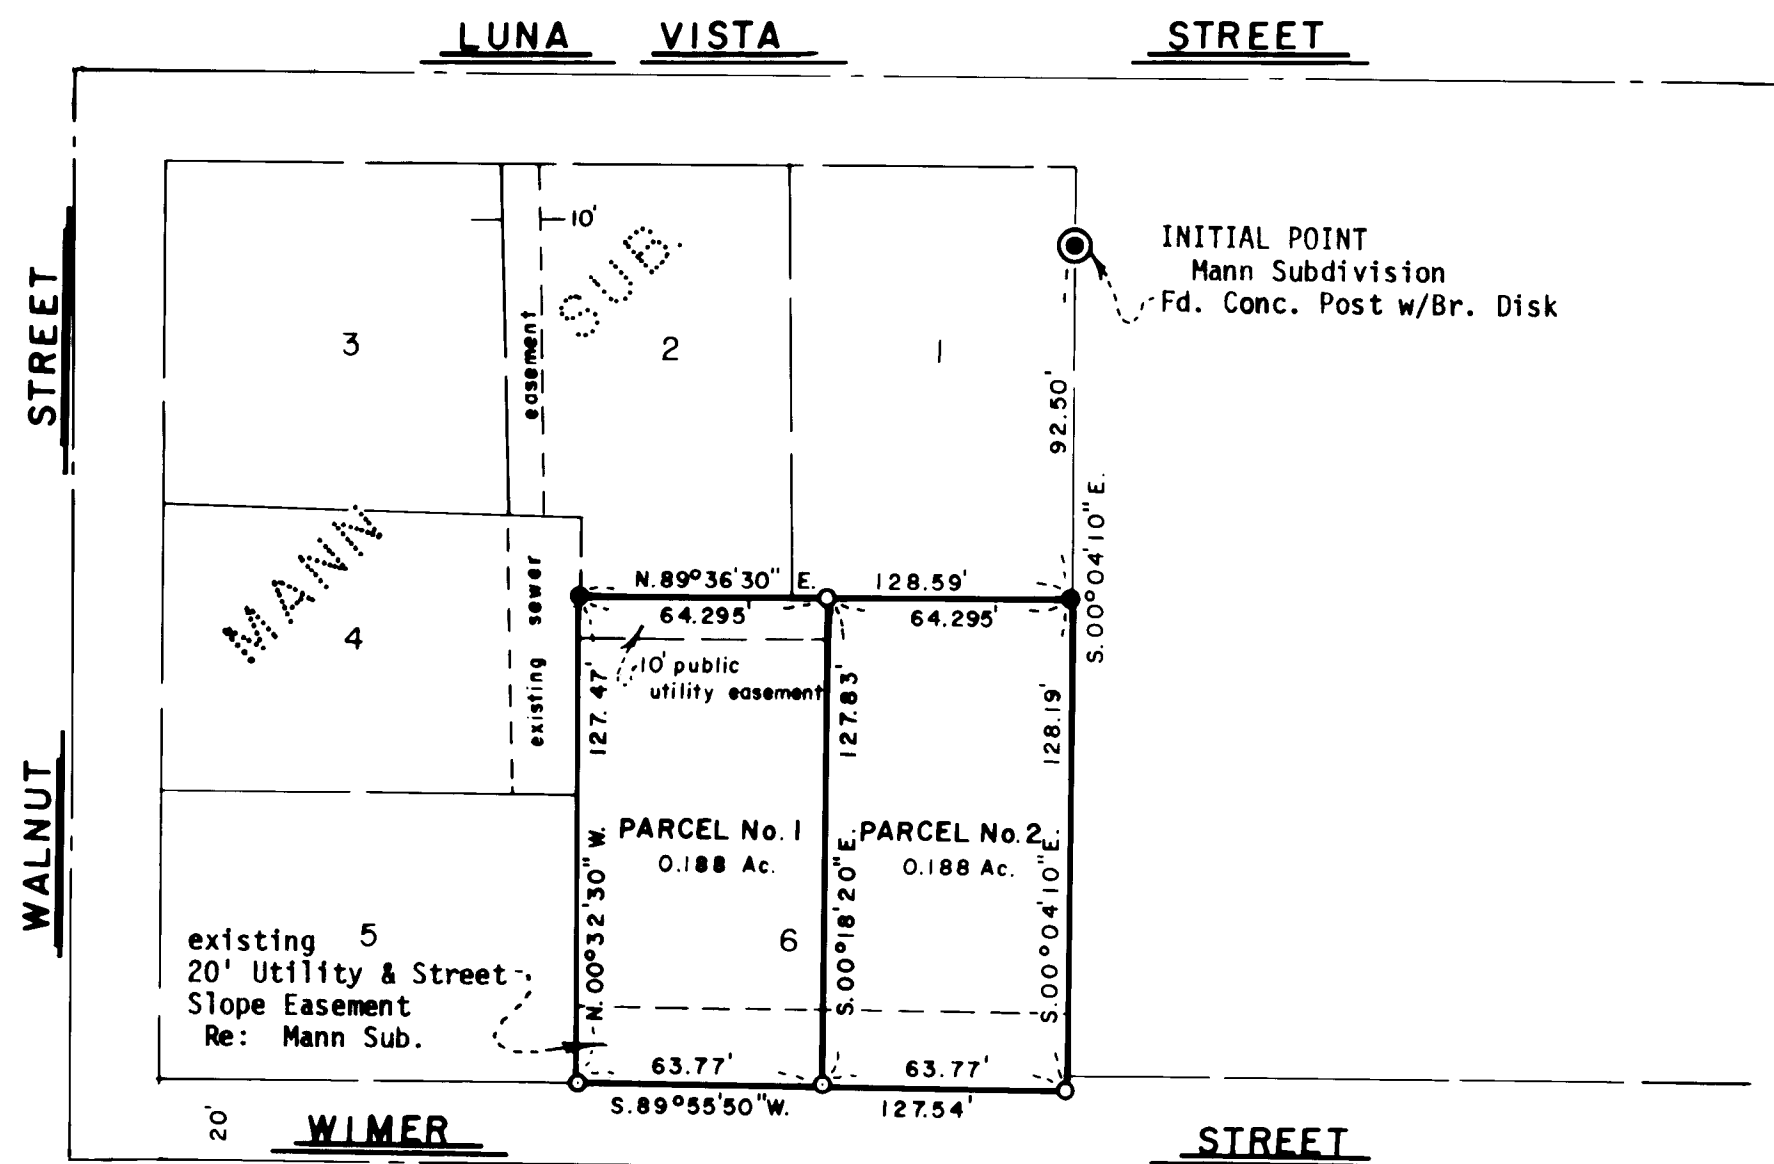 LUNA VISTA STREET
WALNUT STREET
MANN SUB.
10'
INITIAL POINT
Mann Subdivision
Fd. Conc. Post w/Br. Disk
3
2
1
easement
92.50'
S.00°04'10"E.
existing sewer
4
N.89°36'30" E. 128.59'
64.295'
64.295'
10' public
utility easement
127.47'
127.83'
128.19'
PARCEL No. 1
0.188 Ac.
PARCEL No. 2
0.188 Ac.
N.00°32'30" W.
S.00°18'20" E.
S.00°04'10" E.
5
6
existing
20' Utility & Street
Slope Easement
Re: Mann Sub.
63.77'
63.77'
S.89°55'50"W. 127.54'
20'
WIMER STREET